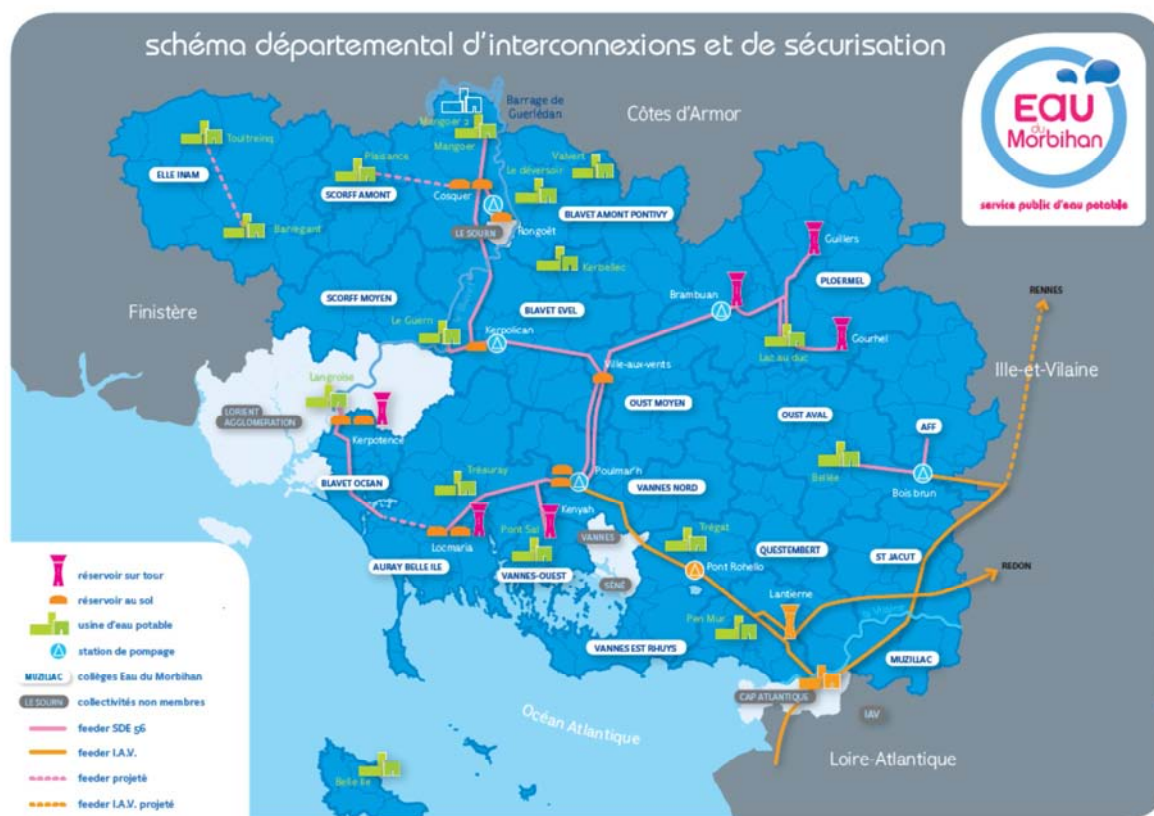 schéma départemental d'interconnexions et de sécurisation
EAU
du
Morbihan
service public d'eau potable
Barrage de
Guerlédan
Côtes d'Armor
Mangoer 2
Mangoer
Toultreinq
ELLE INAM
Barregant
Plaisance
SCORFF AMONT
Cosquer
Valvert
Le déversoir
BLAVET AMONT PONTIVY
LE SOURN
Rongoët
Kerbellec
Guillers
PLOERMEL
Brambuan
Gourhel
Lac au duc
RENNES
Finistère
SCORFF MOYEN
BLAVET EVEL
Le Guern
Kerpolican
Ville-aux-vents
Ille-et-Vilaine
Langroise
LORIENT
AGGLOMERATION
Kerpotence
OUST MOYEN
OUST AVAL
AFF
Bellée
Bois brun
BLAVET OCEAN
Tréauray
Poulmar'h
VANNES NORD
Kenyah
Locmaria
Pont Sal
VANNES
Trégat
QUESTEMBERT
ST JACUT
AURAY BELLE ILE
VANNES-OUEST
SÉNÉ
Pont Rohello
Lantierne
REDON
Pen Mur
la Vilaine
VANNES EST RHUYS
MUZILLAC
CAP ATLANTIQUE
IAV
Océan Atlantique
Loire-Atlantique
Belle Ile
réservoir sur tour
réservoir au sol
usine d'eau potable
station de pompage
MUZILLAC collèges Eau du Morbihan
LE SOURN collectivités non membres
feeder SDE 56
feeder I.A.V.
feeder projeté
feeder I.A.V. projeté